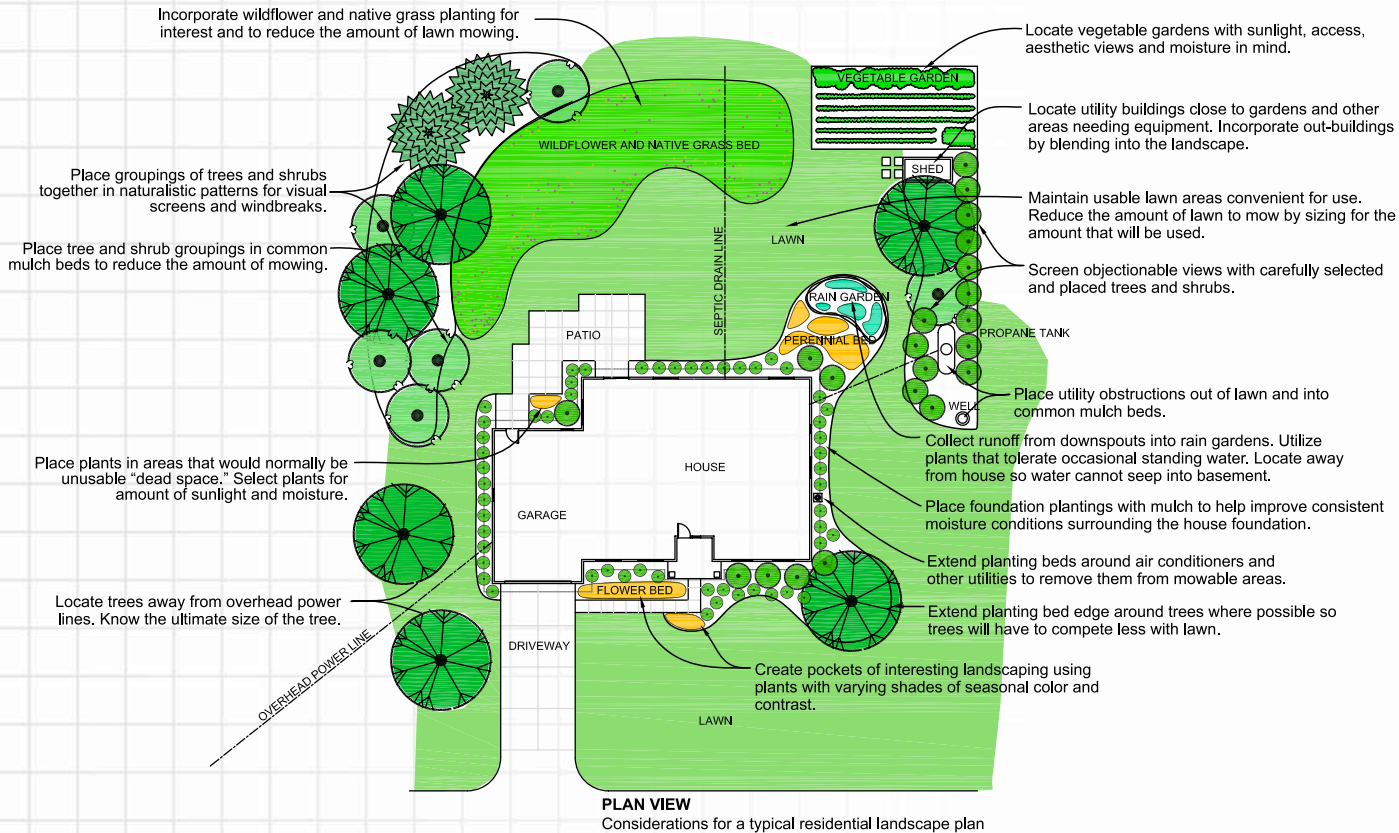 Incorporate wildflower and native grass planting for
interest and to reduce the amount of lawn mowing.
Locate vegetable gardens with sunlight, access,
aesthetic views and moisture in mind.
VEGETABLE GARDEN
Locate utility buildings close to gardens and other
areas needing equipment. Incorporate out-buildings
by blending into the landscape.
WILDFLOWER AND NATIVE GRASS BED
SHED
Place groupings of trees and shrubs
together in naturalistic patterns for visual
screens and windbreaks.
Maintain usable lawn areas convenient for use.
Reduce the amount of lawn to mow by sizing for the
amount that will be used.
LAWN
Place tree and shrub groupings in common
mulch beds to reduce the amount of mowing.
Screen objectionable views with carefully selected
and placed trees and shrubs.
SEPTIC DRAIN LINE
RAIN GARDEN
PATIO
PERENNIAL BED
PROPANE TANK
Place utility obstructions out of lawn and into
common mulch beds.
WELL
Collect runoff from downspouts into rain gardens. Utilize
plants that tolerate occasional standing water. Locate away
from house so water cannot seep into basement.
Place plants in areas that would normally be
unusable “dead space.” Select plants for
amount of sunlight and moisture.
HOUSE
GARAGE
Place foundation plantings with mulch to help improve consistent
moisture conditions surrounding the house foundation.
Extend planting beds around air conditioners and
other utilities to remove them from mowable areas.
FLOWER BED
Locate trees away from overhead power
lines. Know the ultimate size of the tree.
Extend planting bed edge around trees where possible so
trees will have to compete less with lawn.
DRIVEWAY
OVERHEAD POWER LINE
Create pockets of interesting landscaping using
plants with varying shades of seasonal color and
contrast.
LAWN
PLAN VIEW
Considerations for a typical residential landscape plan